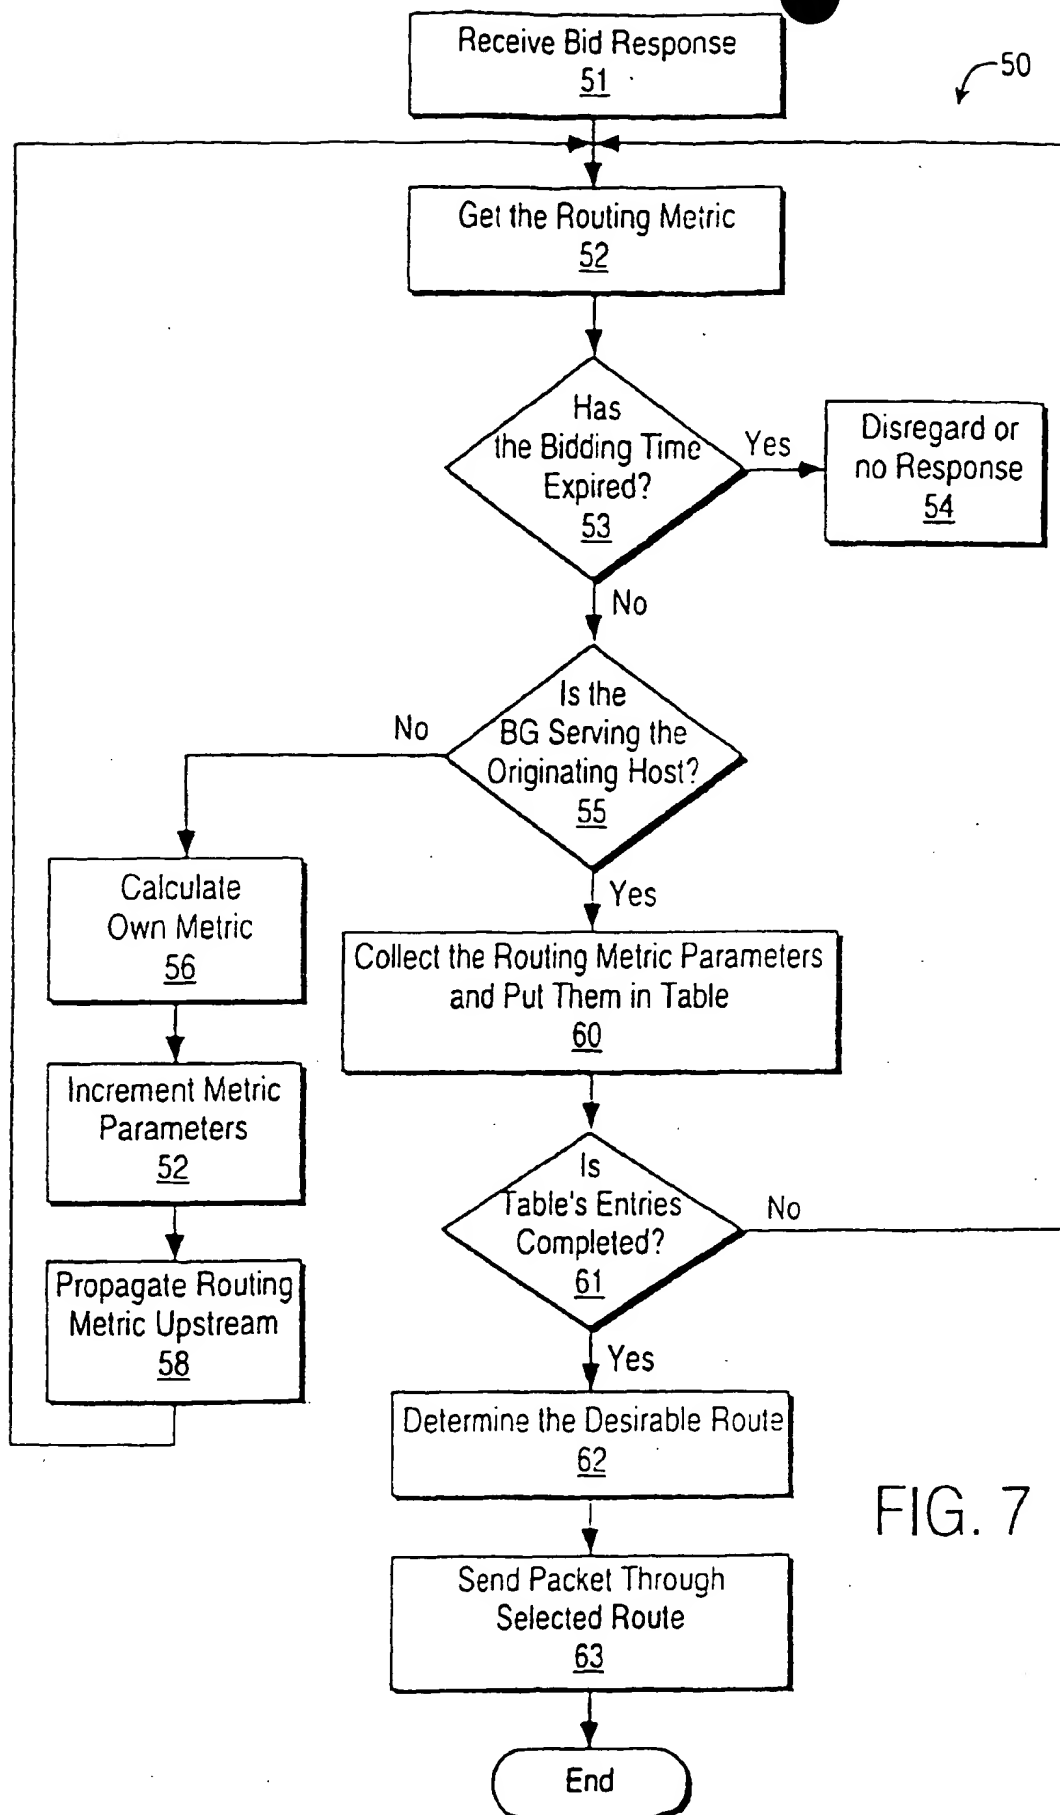 Receive Bid Response
51
50
Get the Routing Metric
52
Has
the Bidding Time
Expired?
53
Yes
Disregard or
no Response
54
No
Is the
BG Serving the
Originating Host?
55
No
Yes
Calculate
Own Metric
56
Collect the Routing Metric Parameters
and Put Them in Table
60
Increment Metric
Parameters
52
Is
Table's Entries
Completed?
61
No
Propagate Routing
Metric Upstream
58
Yes
Determine the Desirable Route
62
FIG. 7
Send Packet Through
Selected Route
63
End